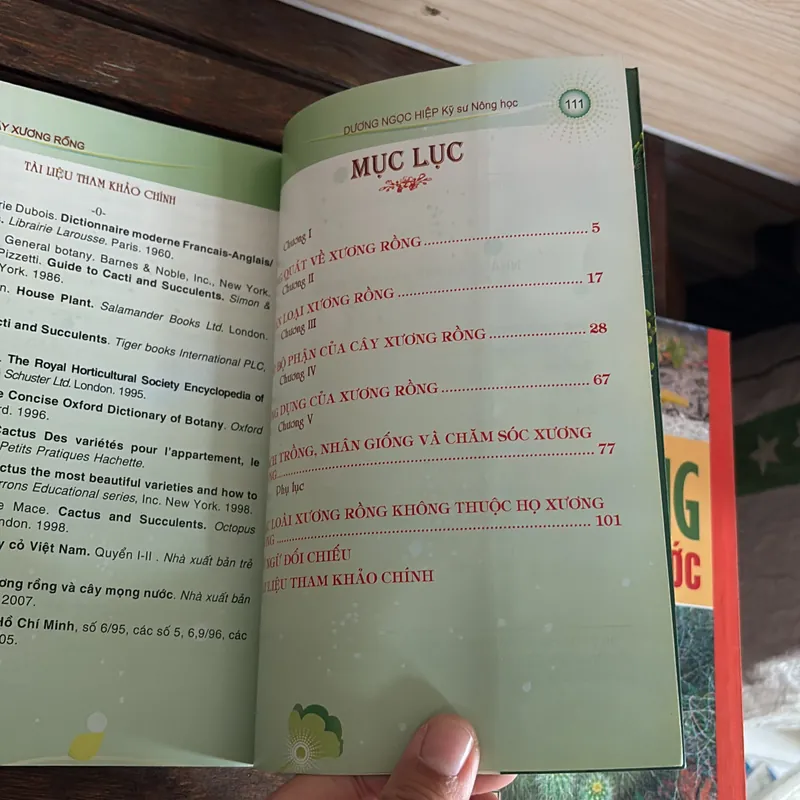 ÂY XƯƠNG RỒNG
TÀI LIỆU THAM KHẢO CHÍNH
-0-
rie Dubois. Dictionnaire moderne Francais-Anglais/
. Librairie Larousse. Paris. 1960.
General botany. Barnes & Noble, Inc., New York.
Pizzetti. Guide to Cacti and Succulents. Simon &
York. 1986.
n. House Plant. Salamander Books Ltd. London.
cti and Succulents. Tiger books International PLC,
. The Royal Horticultural Society Encyclopedia of
Schuster Ltd. London. 1995.
e Concise Oxford Dictionary of Botany. Oxford
rd. 1996.
Cactus Des variétés pour l'appartement, le
Petits Pratiques Hachette.
ctus the most beautiful varieties and how to
rrons Educational series, Inc. New York. 1998.
e Mace. Cactus and Succulents. Octopus
ondon. 1998.
y cỏ Việt Nam. Quyển I-II . Nhà xuất bản trẻ
ơng rồng và cây mọng nước. Nhà xuất bản
2007.
Hồ Chí Minh, số 6/95, các số 5, 6,9/96, các
05.
DƯƠNG NGỌC HIỆP Kỹ sư Nông học 111
MỤC LỤC
Chương I
G QUÁT VỀ XƯƠNG RỒNG 5
Chương II
N LOẠI XƯƠNG RỒNG 17
Chương III
BỘ PHẬN CỦA CÂY XƯƠNG RỒNG 28
Chương IV
NG DỤNG CỦA XƯƠNG RỒNG 67
Chương V
CH TRỒNG, NHÂN GIỐNG VÀ CHĂM SÓC XƯƠNG
NG 77
Phụ lục
LOÀI XƯƠNG RỒNG KHÔNG THUỘC HỌ XƯƠNG
NG 101
NGỮ ĐỐI CHIẾU
LIỆU THAM KHẢO CHÍNH
NG
ỚC